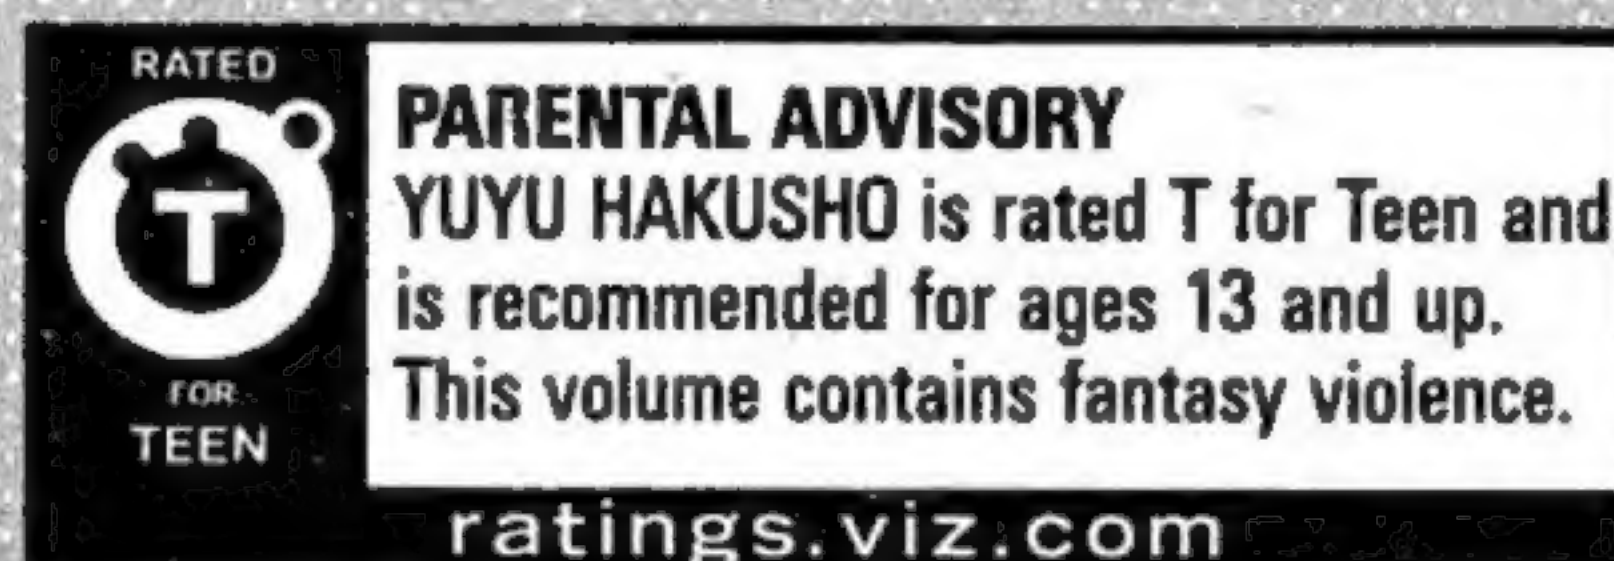 RATED
T
FOR
TEEN
PARENTAL ADVISORY
YUYU HAKUSHO is rated T for Teen and
is recommended for ages 13 and up.
This volume contains fantasy violence.
ratings.viz.com